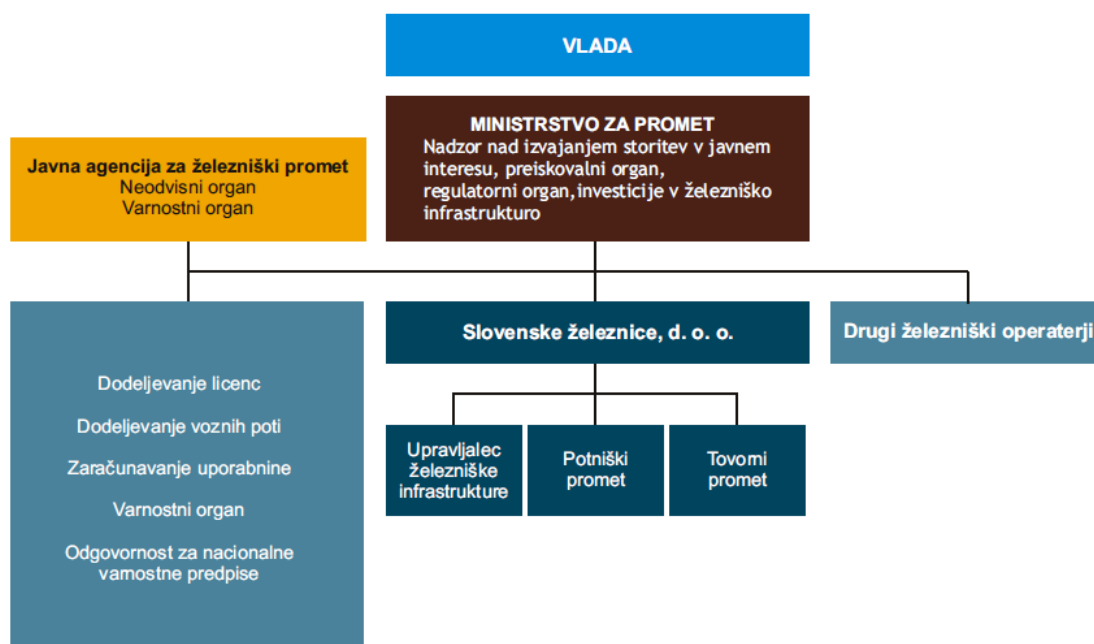 VLADA
MINISTRSTVO ZA PROMET
Nadzor nad izvajanjem storitev v javnem
interesu, preiskovalni organ,
regulatorni organ,investicije v železniško
infrastrukturo
Javna agencija za železniški promet
Neodvisni organ
Varnostni organ
Dodeljevanje licenc
Dodeljevanje voznih poti
Zaračunavanje uporabnine
Varnostni organ
Odgovornost za nacionalne
varnostne predpise
Slovenske železnice, d. o. o.
Drugi železniški operaterji
Upravljalec
železniške
infrastrukture
Potniški
promet
Tovorni
promet